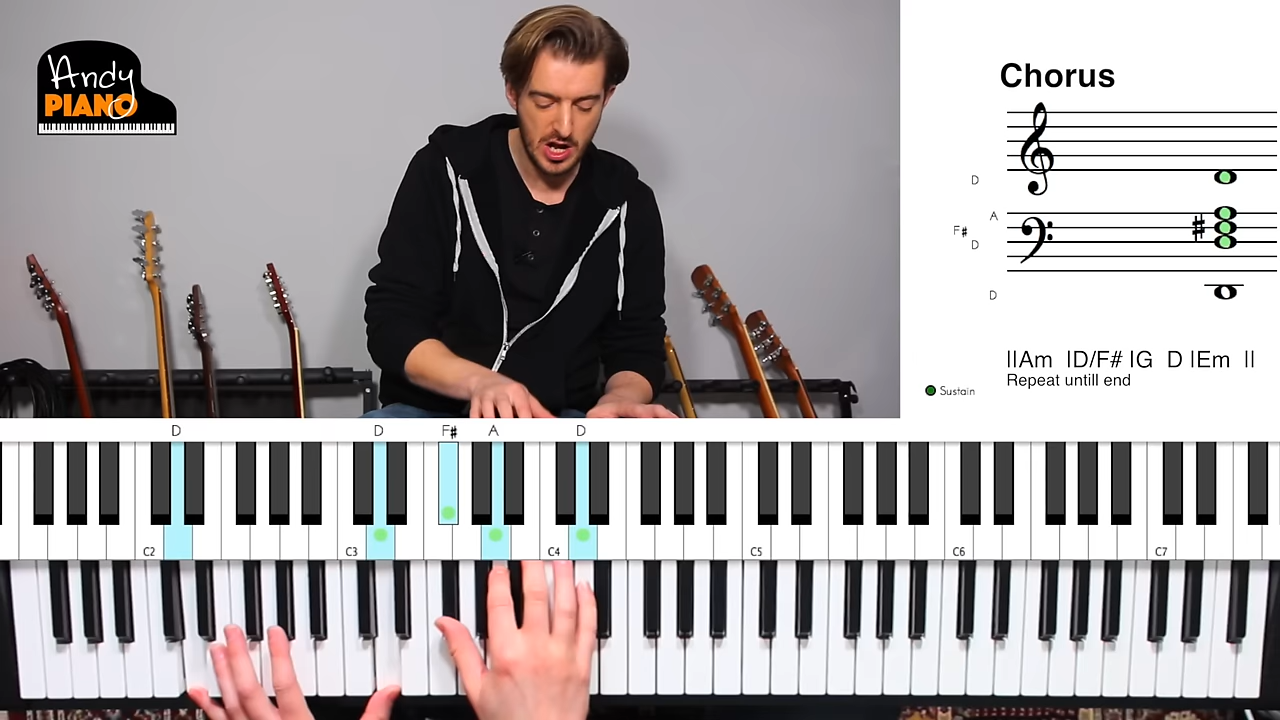 Andy
PIANO
Chorus
D
A
F#
D
D
||Am |D/F# |G D |Em ||
Repeat untill end
Sustain
D D F# A D
C2 C3 C4 C5 C6 C7